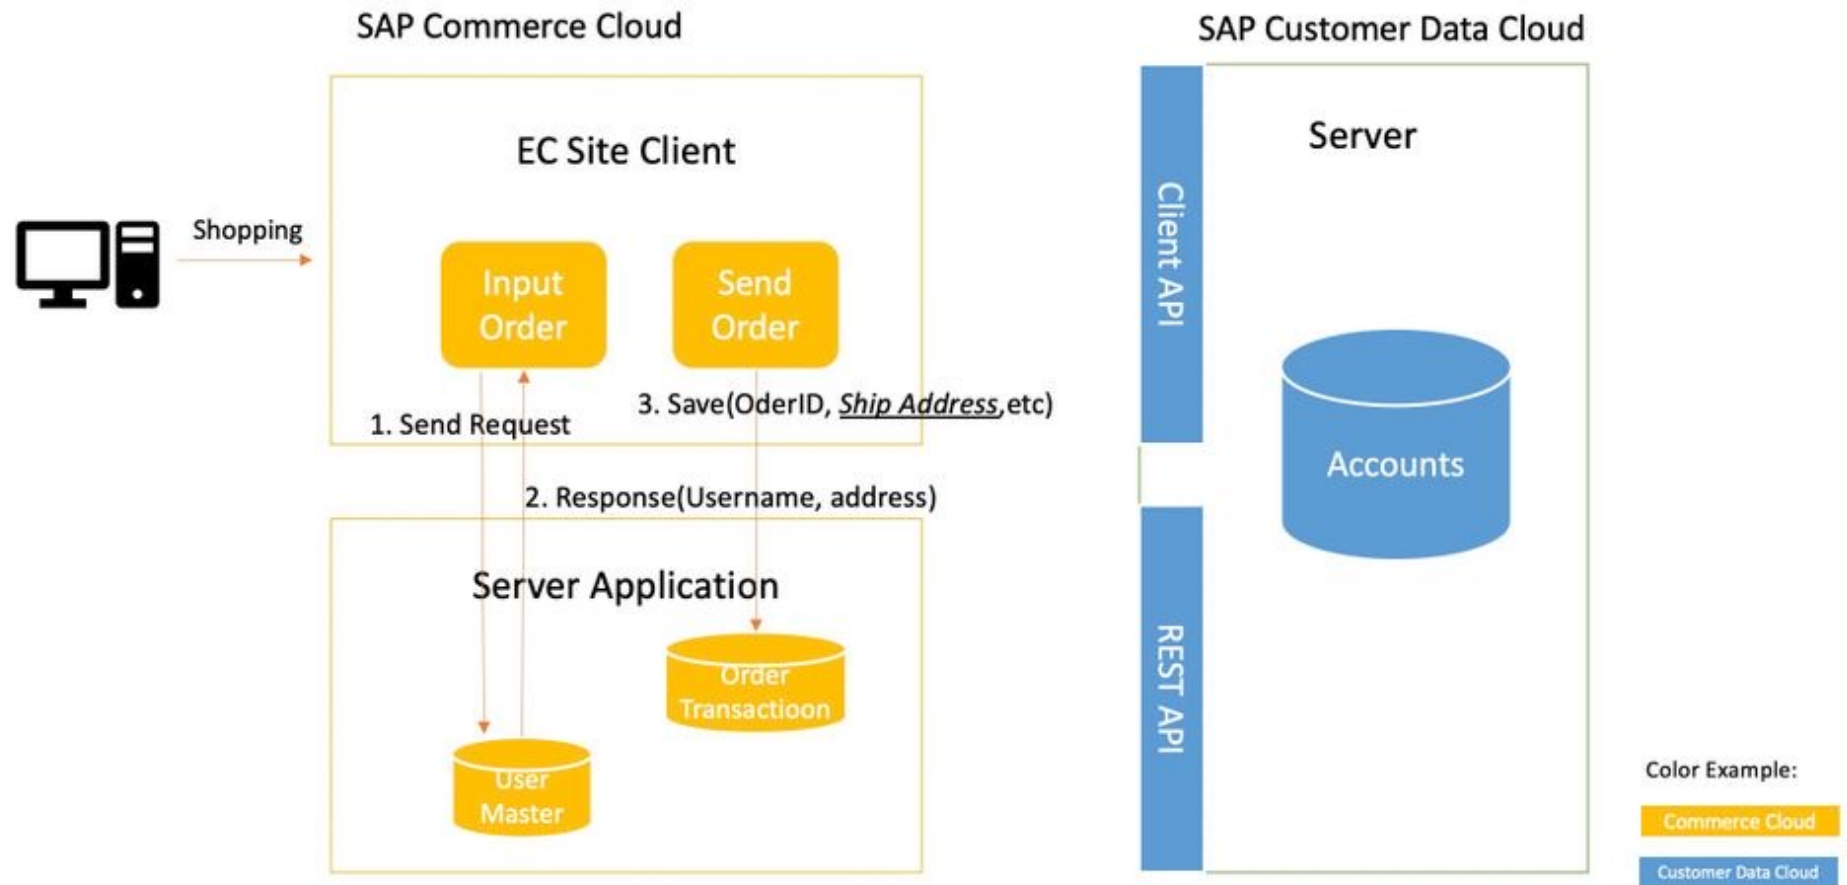 SAP Commerce Cloud
SAP Customer Data Cloud
EC Site Client
Server
Shopping
Input
Order
Send
Order
Client API
1. Send Request
3. Save(OderID, Ship Address,etc)
Accounts
2. Response(Username, address)
Server Application
REST API
Order
Transactioon
User
Master
Color Example:
Commerce Cloud
Customer Data Cloud